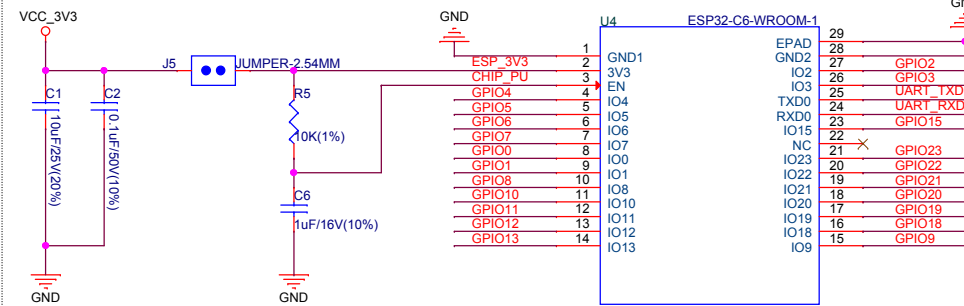 VCC_3V3
GND
U4
ESP32-C6-WROOM-1
J5
JUMPER-2.54MM
C1
10uF/25V(20%)
C2
0.1uF/50V(10%)
R5
10K(1%)
C6
1uF/16V(10%)
GND
GND
1 GND1
ESP_3V3 2 3V3
CHIP_PU 3 EN
GPIO4 4 IO4
GPIO5 5 IO5
GPIO6 6 IO6
GPIO7 7 IO7
GPIO0 8 IO0
GPIO1 9 IO1
GPIO8 10 IO8
GPIO10 11 IO10
GPIO11 12 IO11
GPIO12 13 IO12
GPIO13 14 IO13
EPAD 29
GND2 28
IO2 27 GPIO2
IO3 26 GPIO3
TXD0 25 UART_TXD
RXD0 24 UART_RXD
IO15 23 GPIO15
NC 22
IO23 21 GPIO23
IO22 20 GPIO22
IO21 19 GPIO21
IO20 18 GPIO20
IO19 17 GPIO19
IO18 16 GPIO18
IO9 15 GPIO9